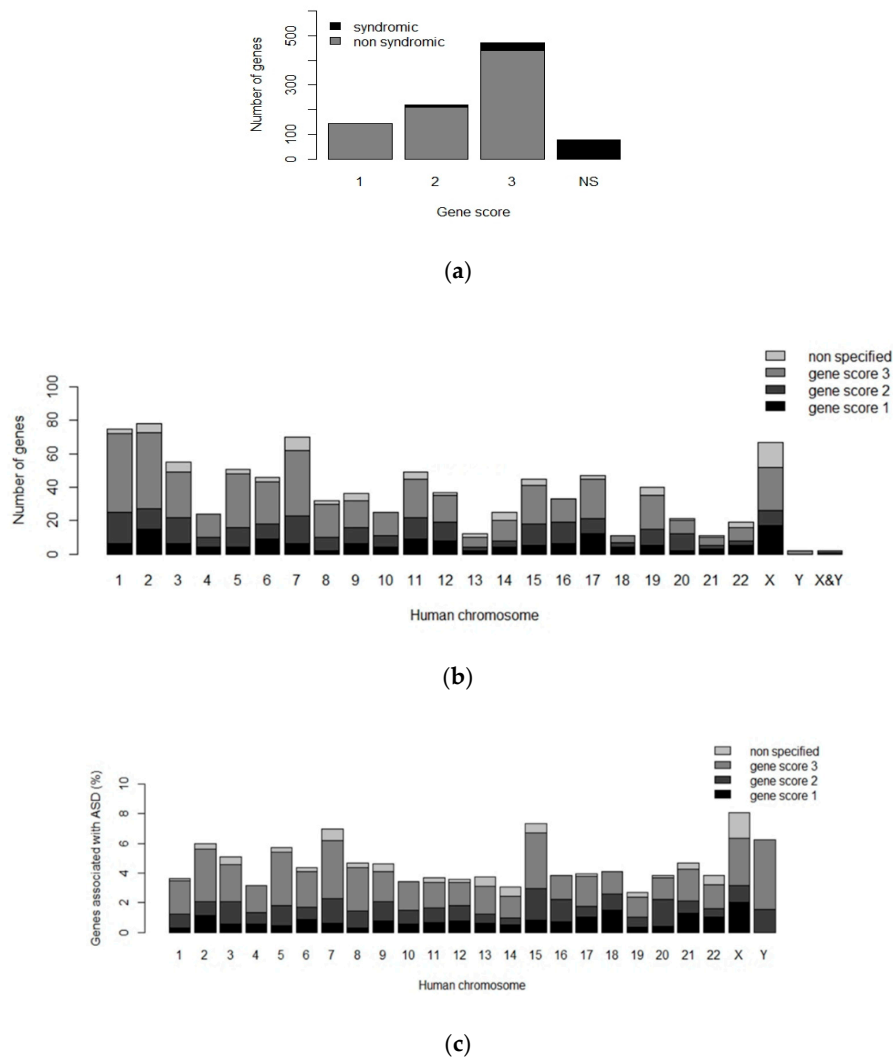 syndromic
non syndromic
Number of genes
0 100 300 500
1 2 3 NS
Gene score
(a)
non specified
gene score 3
gene score 2
gene score 1
Number of genes
0 20 40 60 80 100
1 2 3 4 5 6 7 8 9 10 11 12 13 14 15 16 17 18 19 20 21 22 X Y X&Y
Human chromosome
(b)
non specified
gene score 3
gene score 2
gene score 1
Genes associated with ASD (%)
0 2 4 6 8 10
1 2 3 4 5 6 7 8 9 10 11 12 13 14 15 16 17 18 19 20 21 22 X Y
Human chromosome
(c)